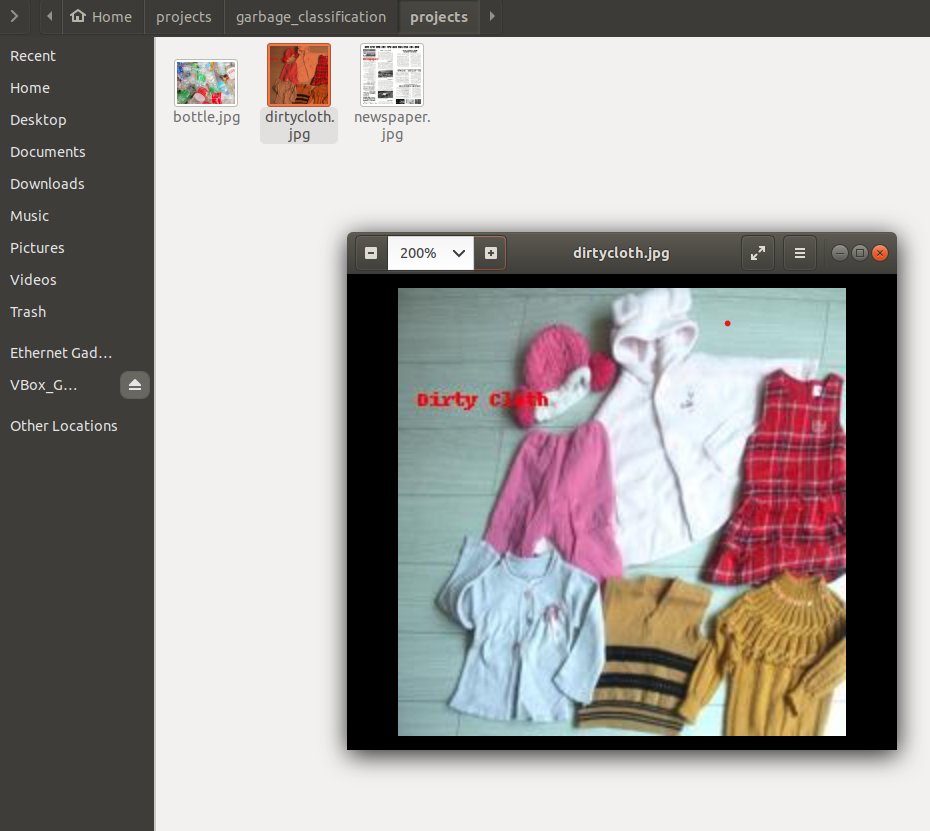 Home
projects
garbage_classification
projects
Recent
Home
Desktop
Documents
Downloads
Music
Pictures
Videos
Trash
Ethernet Gad...
VBox_G...
Other Locations
bottle.jpg
dirtycloth.
jpg
newspaper.
jpg
200%
dirtycloth.jpg
Dirty Cloth